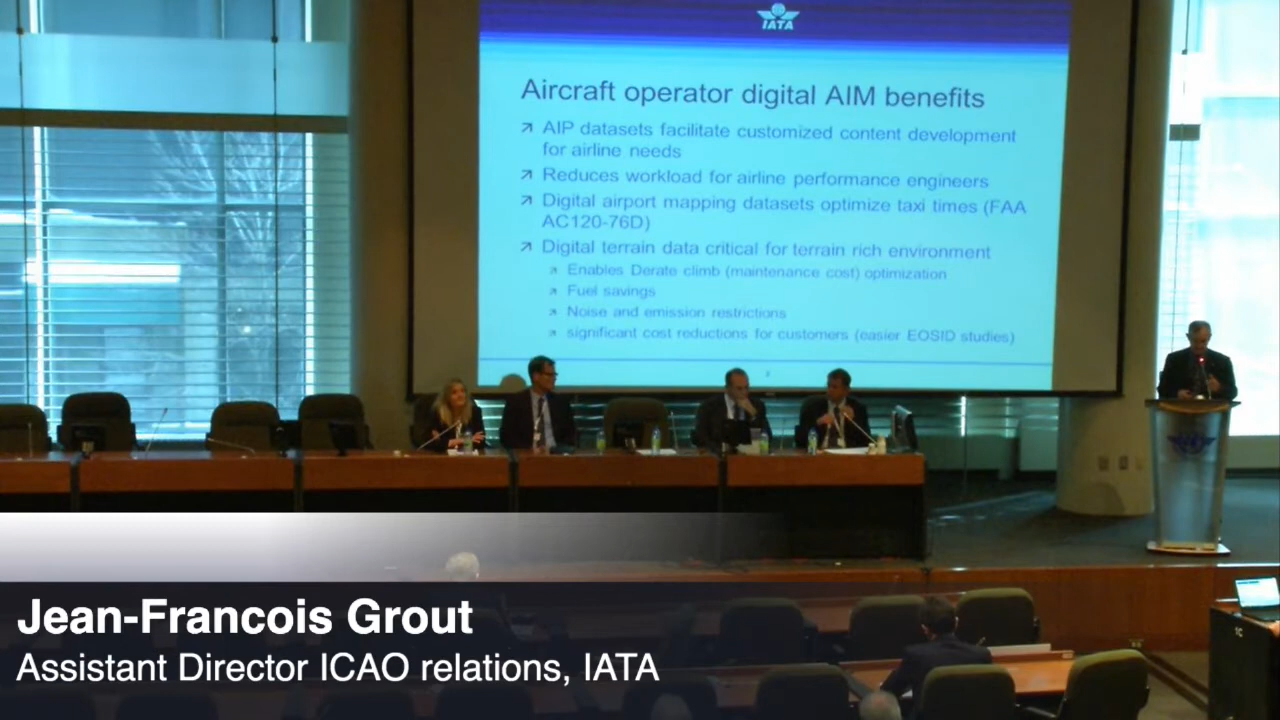 IATA
Aircraft operator digital AIM benefits
AIP datasets facilitate customized content development
for airline needs
Reduces workload for airline performance engineers
Digital airport mapping datasets optimize taxi times (FAA
AC120-76D)
Digital terrain data critical for terrain rich environment
Enables Derate climb (maintenance cost) optimization
Fuel savings
Noise and emission restrictions
significant cost reductions for customers (easier EOSID studies)
Jean-Francois Grout
Assistant Director ICAO relations, IATA